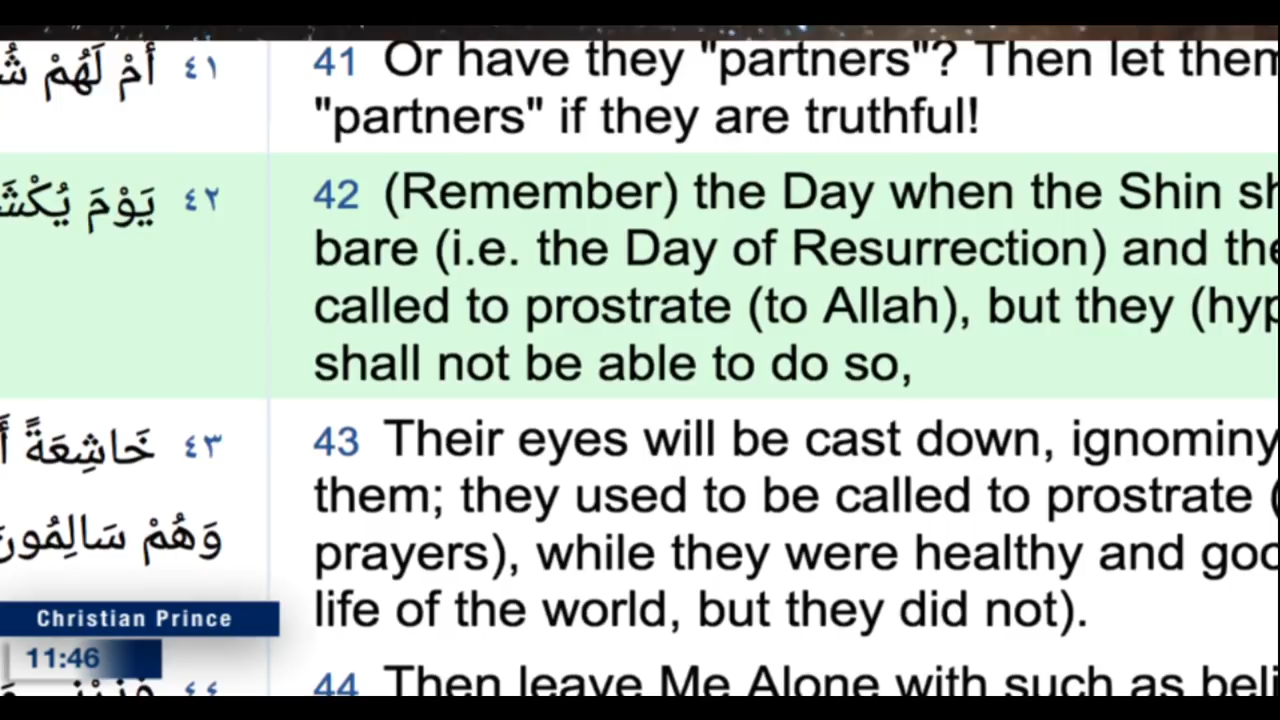 41 Or have they "partners"? Then let them
"partners" if they are truthful!
42 (Remember) the Day when the Shin
bare (i.e. the Day of Resurrection) and
called to prostrate (to Allah), but they
shall not be able to do so,
43 Their eyes will be cast down, ignominy
them; they used to be called to prostrate
prayers), while they were healthy and
life of the world, but they did not).
44 Then leave Me Alone with such as
٤١ أَمْ لَهُمْ
٤٢ يَوْمَ
٤٣ خَاشِعَةً
وَهُمْ سَالِمُونَ
٤٤
Christian Prince
11:46